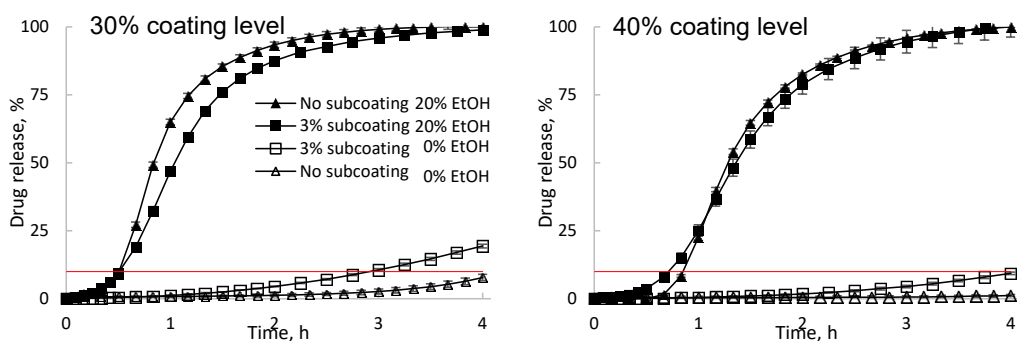 30% coating level
Drug release, %
100
75
50
25
0
No subcoating 20% EtOH
3% subcoating 20% EtOH
3% subcoating 0% EtOH
No subcoating 0% EtOH
0 1 2 3 4
Time, h
40% coating level
Drug release, %
100
75
50
25
0
0 1 2 3 4
Time, h